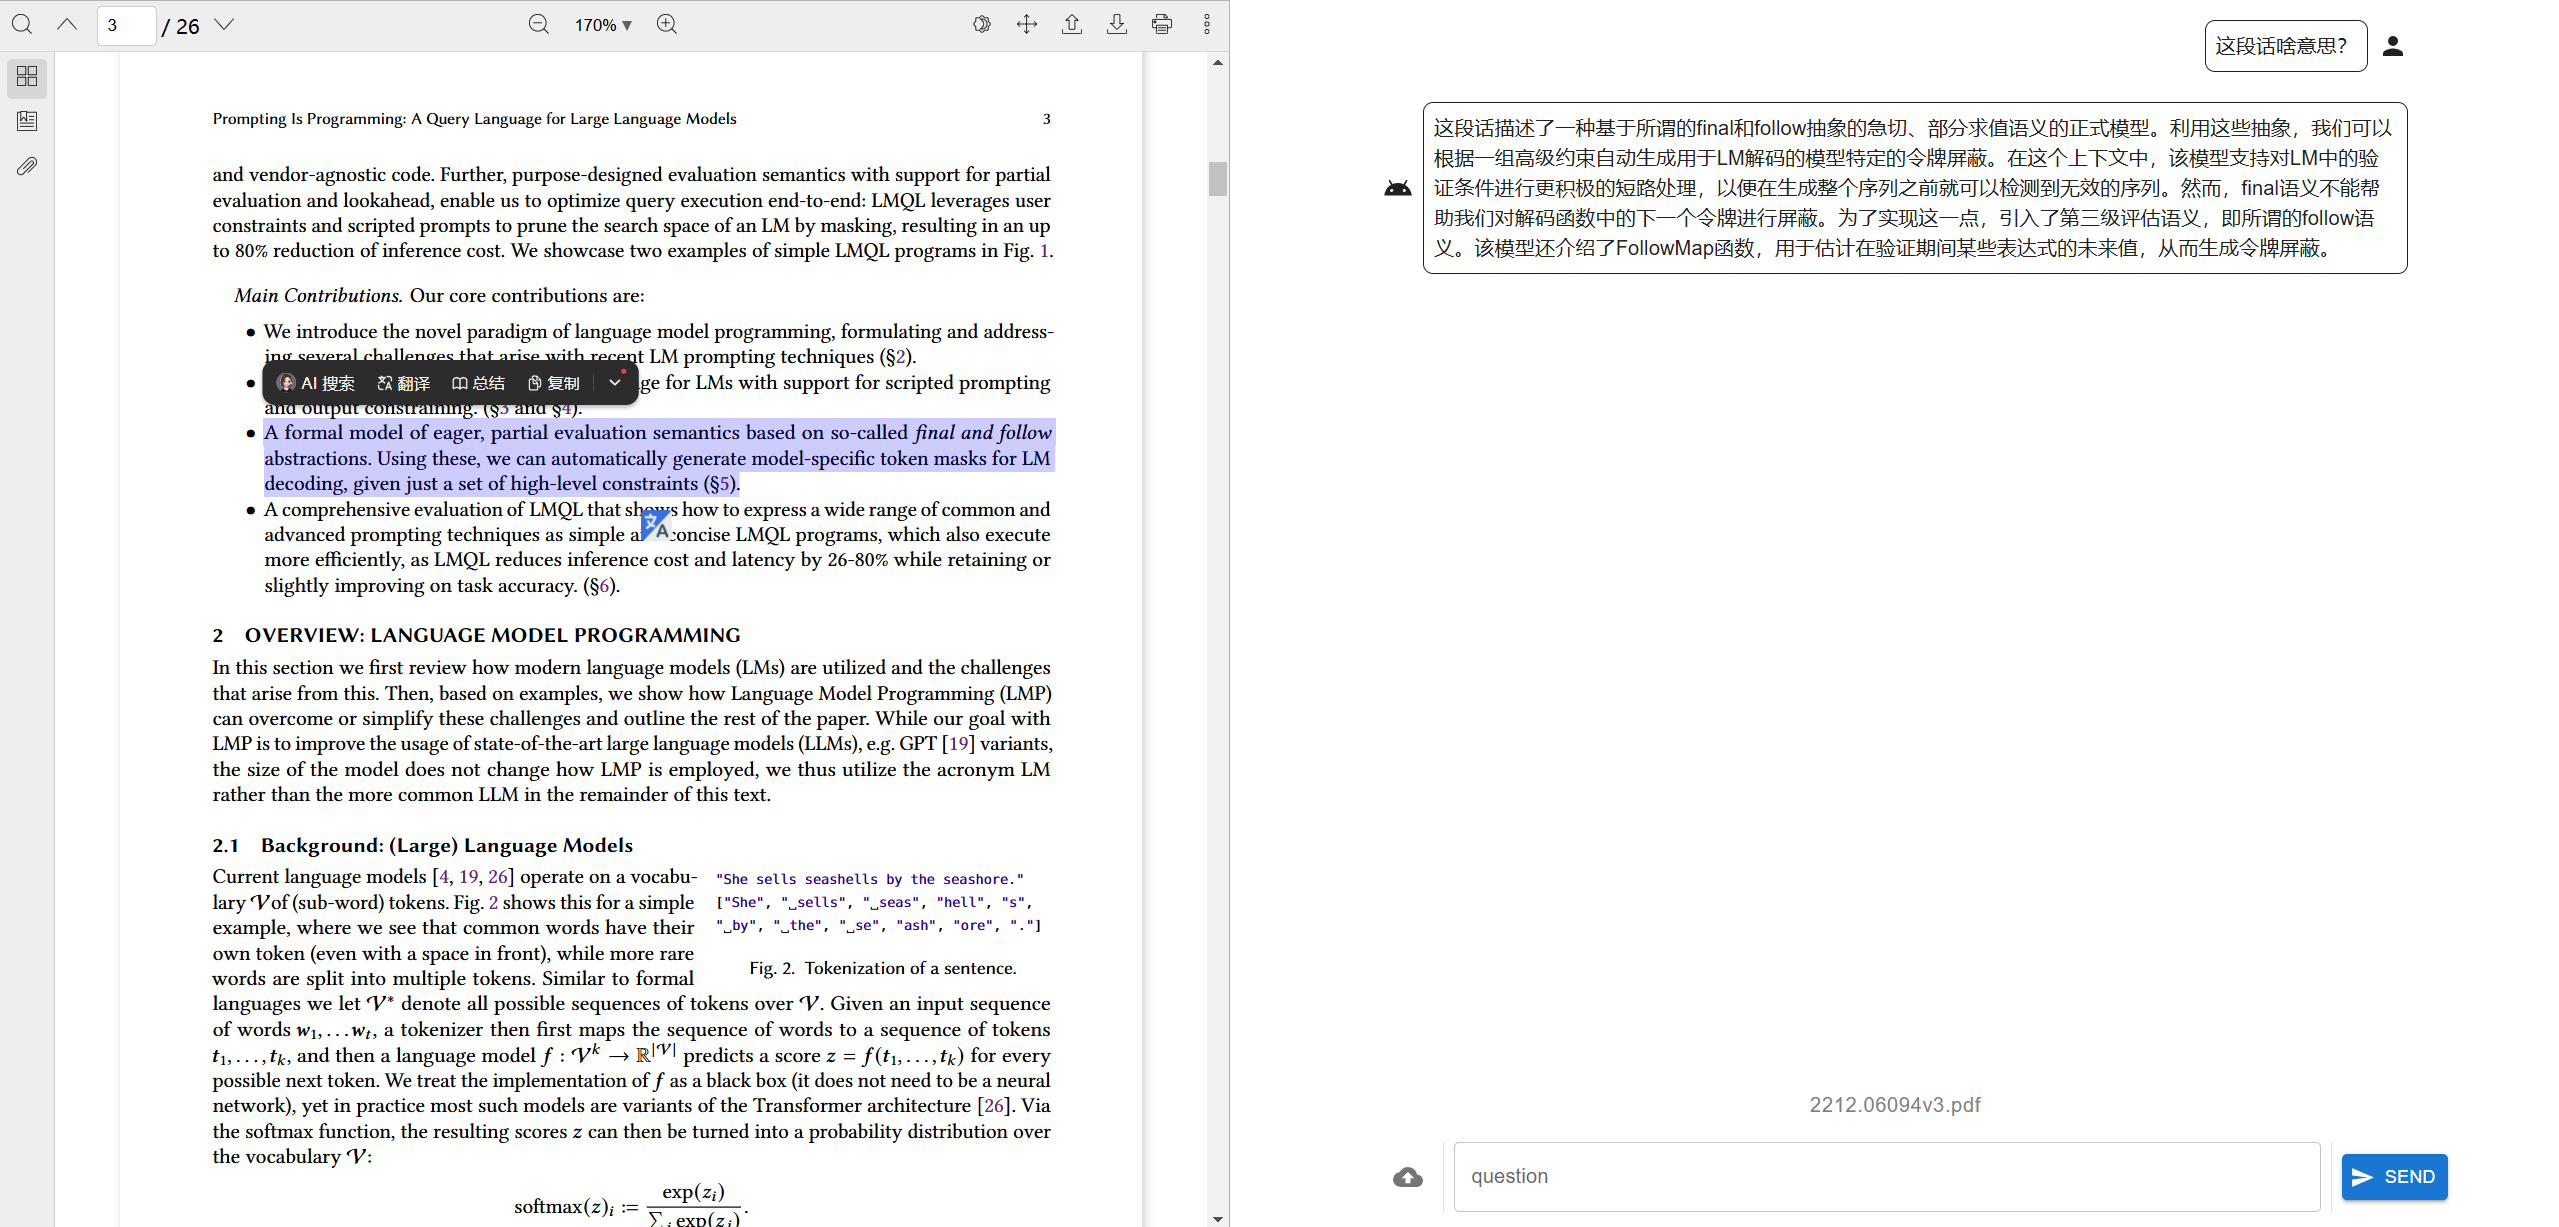 3 / 26
170%
Prompting Is Programming: A Query Language for Large Language Models 3
and vendor-agnostic code. Further, purpose-designed evaluation semantics with support for partial
evaluation and lookahead, enable us to optimize query execution end-to-end: LMQL leverages user
constraints and scripted prompts to prune the search space of an LM by masking, resulting in an up
to 80% reduction of inference cost. We showcase two examples of simple LMQL programs in Fig. 1.
Main Contributions. Our core contributions are:
• We introduce the novel paradigm of language model programming, formulating and address-
ing several challenges that arise with recent LM prompting techniques (§2).
AI 搜索 翻译 总结 复制
• ge for LMs with support for scripted prompting
and output constraining. (§3 and §4).
• A formal model of eager, partial evaluation semantics based on so-called final and follow
abstractions. Using these, we can automatically generate model-specific token masks for LM
decoding, given just a set of high-level constraints (§5).
• A comprehensive evaluation of LMQL that shows how to express a wide range of common and
advanced prompting techniques as simple a concise LMQL programs, which also execute
more efficiently, as LMQL reduces inference cost and latency by 26-80% while retaining or
slightly improving on task accuracy. (§6).
2 OVERVIEW: LANGUAGE MODEL PROGRAMMING
In this section we first review how modern language models (LMs) are utilized and the challenges
that arise from this. Then, based on examples, we show how Language Model Programming (LMP)
can overcome or simplify these challenges and outline the rest of the paper. While our goal with
LMP is to improve the usage of state-of-the-art large language models (LLMs), e.g. GPT [19] variants,
the size of the model does not change how LMP is employed, we thus utilize the acronym LM
rather than the more common LLM in the remainder of this text.
2.1 Background: (Large) Language Models
Current language models [4, 19, 26] operate on a vocabu-
lary 𝒱 of (sub-word) tokens. Fig. 2 shows this for a simple
example, where we see that common words have their
own token (even with a space in front), while more rare
words are split into multiple tokens. Similar to formal
"She sells seashells by the seashore."
["She", "␣sells", "␣seas", "hell", "s",
"␣by", "␣the", "␣se", "ash", "ore", "."]
Fig. 2. Tokenization of a sentence.
languages we let 𝒱* denote all possible sequences of tokens over 𝒱. Given an input sequence
of words w₁, . . . wₜ, a tokenizer then first maps the sequence of words to a sequence of tokens
t₁, . . . , tₖ, and then a language model f : 𝒱ᵏ → ℝ^|𝒱| predicts a score z = f(t₁, . . . , tₖ) for every
possible next token. We treat the implementation of f as a black box (it does not need to be a neural
network), yet in practice most such models are variants of the Transformer architecture [26]. Via
the softmax function, the resulting scores z can then be turned into a probability distribution over
the vocabulary 𝒱:
softmax(z)ᵢ := exp(zᵢ) / ∑ⱼ exp(zⱼ) .
这段话啥意思？
这段话描述了一种基于所谓的final和follow抽象的急切、部分求值语义的正式模型。利用这些抽象，我们可以
根据一组高级约束自动生成用于LM解码的模型特定的令牌屏蔽。在这个上下文中，该模型支持对LM中的验
证条件进行更积极的短路处理，以便在生成整个序列之前就可以检测到无效的序列。然而，final语义不能帮
助我们对解码函数中的下一个令牌进行屏蔽。为了实现这一点，引入了第三级评估语义，即所谓的follow语
义。该模型还介绍了FollowMap函数，用于估计在验证期间某些表达式的未来值，从而生成令牌屏蔽。
2212.06094v3.pdf
question
SEND